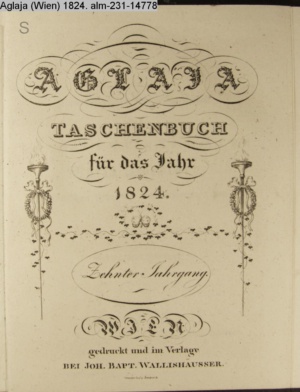 Aglaja (Wien) 1824. alm-231-14778
S
AGLAJA
TASCHENBUCH
für das Jahr
1824.
Zehnter Jahrgang.
WIEN
gedruckt und im Verlage
BEI JOH. BAPT. WALLISHAUSSER.